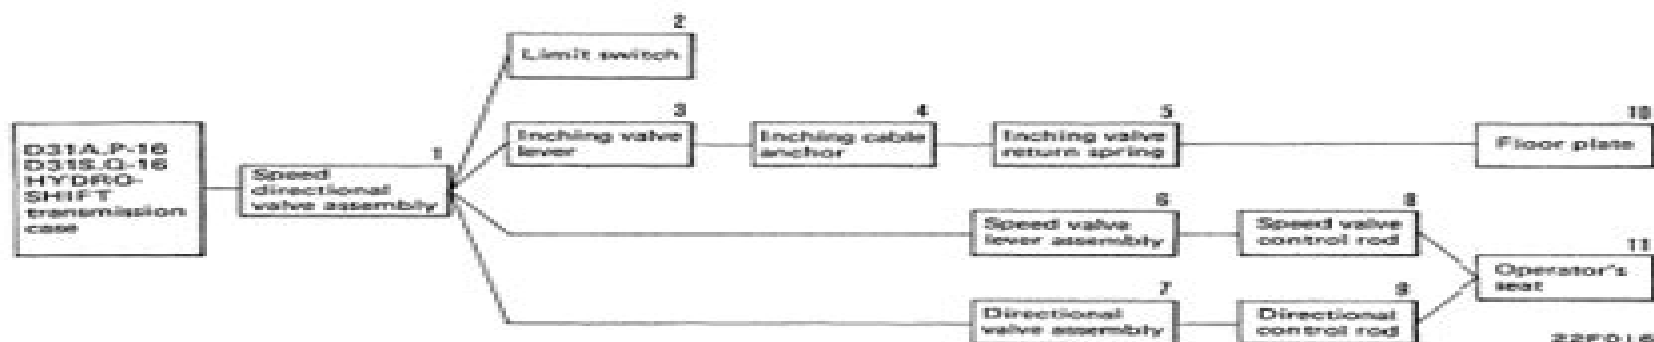 2
Limit switch
3
Inching valve
lever
4
Inching cable
anchor
5
Inching valve
return spring
10
Floor plate
D31A.P-16
D31S.Q-16
HYDRO-
SHIFT
transmission
case
1
Speed
directional
valve assembly
6
Speed valve
lever assembly
8
Speed valve
control rod
11
Operator's
seat
7
Directional
valve assembly
9
Directional
control rod
22F016